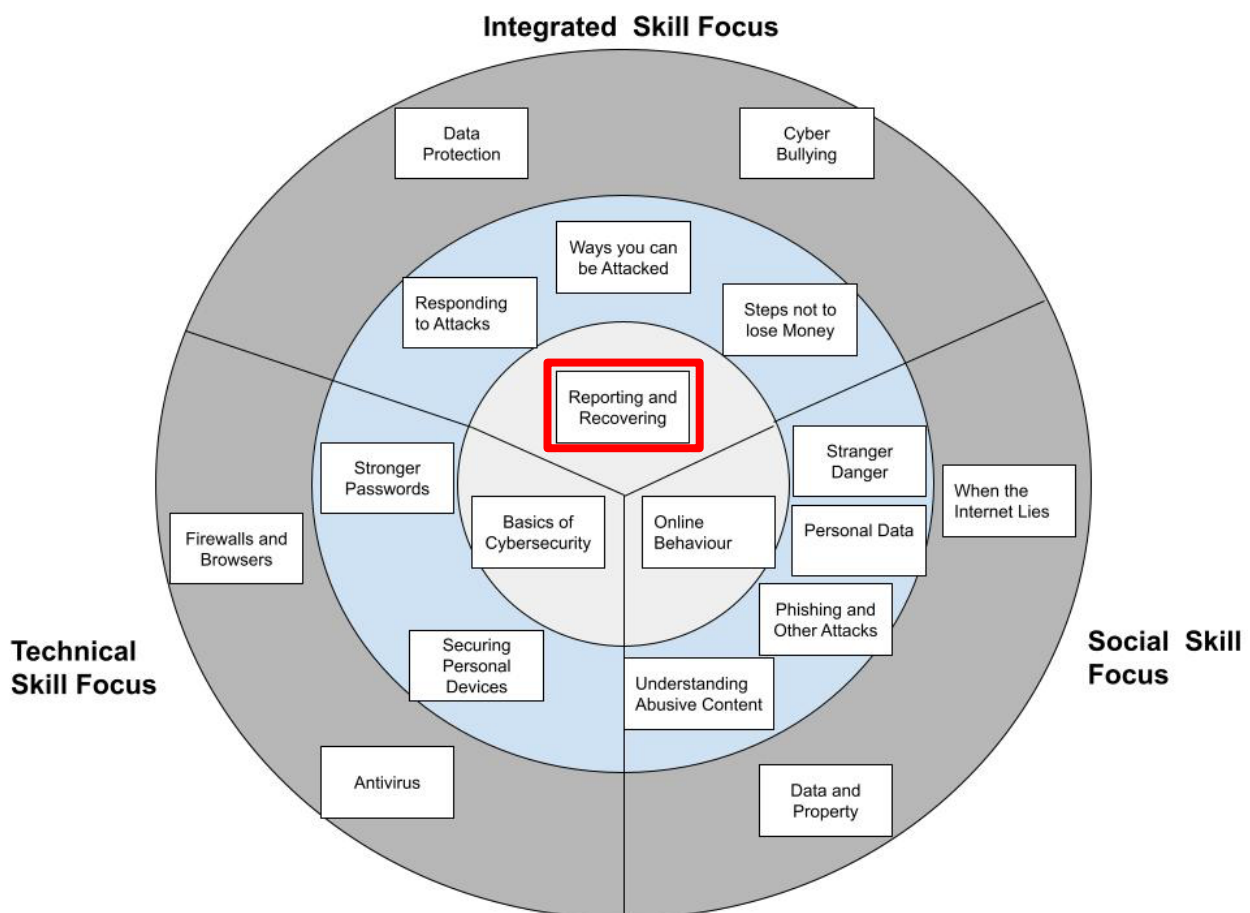 Integrated Skill Focus
Data
Protection
Cyber
Bullying
Ways you can
be Attacked
Responding
to Attacks
Steps not to
lose Money
Reporting and
Recovering
Stronger
Passwords
Stranger
Danger
When the
Internet Lies
Firewalls and
Browsers
Basics of
Cybersecurity
Online
Behaviour
Personal Data
Phishing and
Other Attacks
Technical
Skill Focus
Securing
Personal
Devices
Understanding
Abusive Content
Social Skill
Focus
Antivirus
Data and
Property